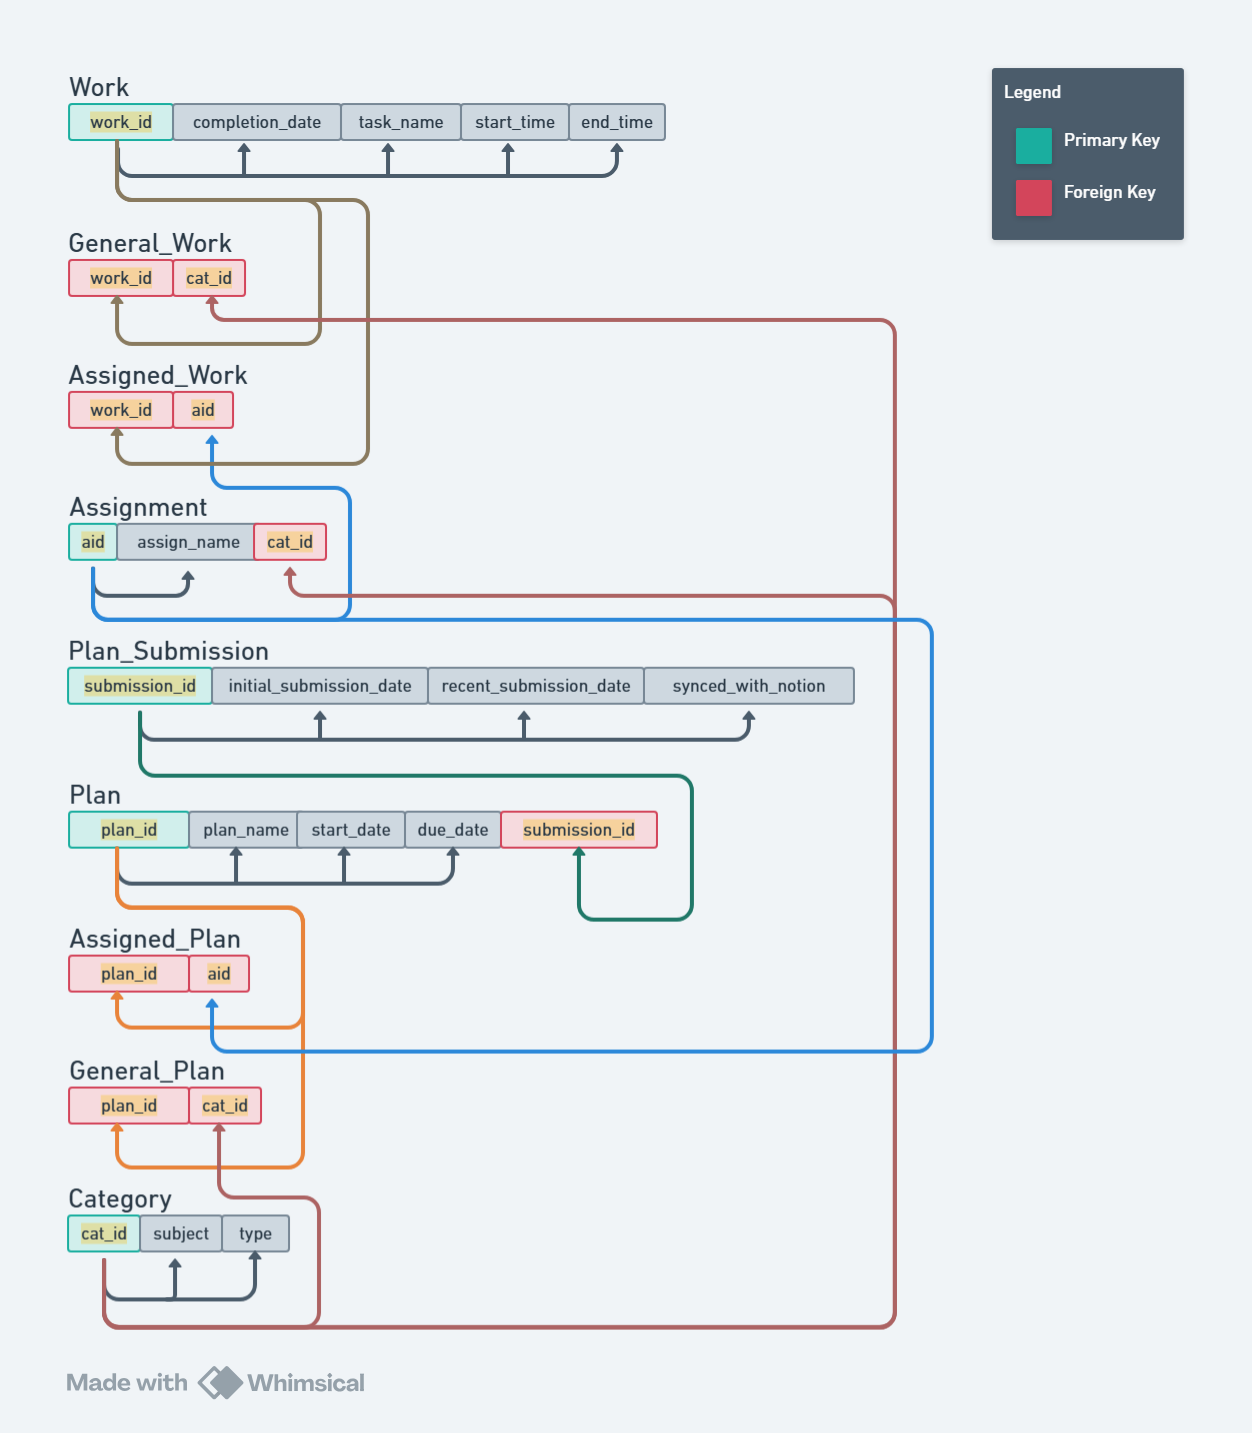 Work
work_id completion_date task_name start_time end_time
Legend
Primary Key
Foreign Key
General_Work
work_id cat_id
Assigned_Work
work_id aid
Assignment
aid assign_name cat_id
Plan_Submission
submission_id initial_submission_date recent_submission_date synced_with_notion
Plan
plan_id plan_name start_date due_date submission_id
Assigned_Plan
plan_id aid
General_Plan
plan_id cat_id
Category
cat_id subject type
Made with Whimsical